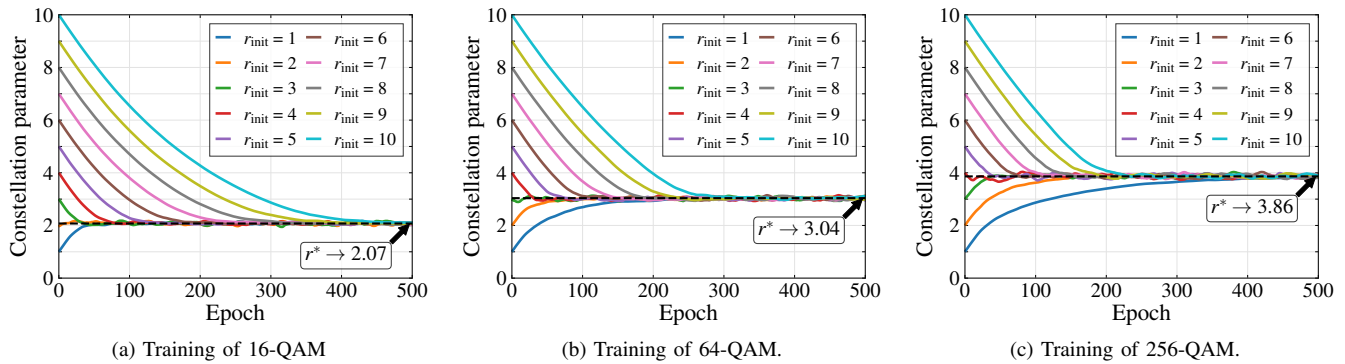 Constellation parameter
10
8
6
4
2
0
r_init = 1
r_init = 2
r_init = 3
r_init = 4
r_init = 5
r_init = 6
r_init = 7
r_init = 8
r_init = 9
r_init = 10
r* → 2.07
0 100 200 300 400 500
Epoch
(a) Training of 16-QAM
Constellation parameter
10
8
6
4
2
0
r_init = 1
r_init = 2
r_init = 3
r_init = 4
r_init = 5
r_init = 6
r_init = 7
r_init = 8
r_init = 9
r_init = 10
r* → 3.04
0 100 200 300 400 500
Epoch
(b) Training of 64-QAM.
Constellation parameter
10
8
6
4
2
0
r_init = 1
r_init = 2
r_init = 3
r_init = 4
r_init = 5
r_init = 6
r_init = 7
r_init = 8
r_init = 9
r_init = 10
r* → 3.86
0 100 200 300 400 500
Epoch
(c) Training of 256-QAM.